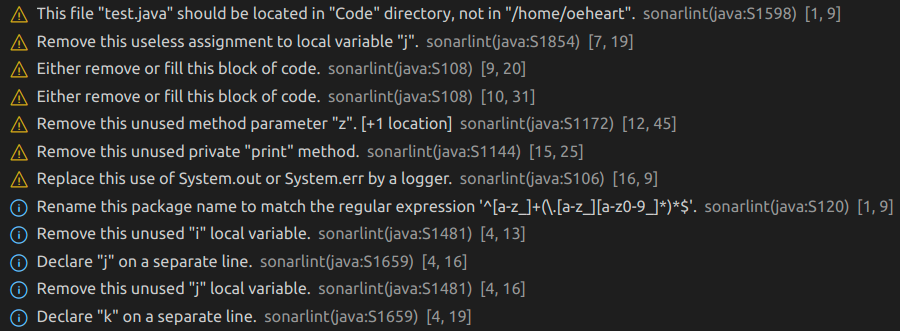 This file "test.java" should be located in "Code" directory, not in "/home/oeheart". sonarlint(java:S1598) [1, 9]
Remove this useless assignment to local variable "j". sonarlint(java:S1854) [7, 19]
Either remove or fill this block of code. sonarlint(java:S108) [9, 20]
Either remove or fill this block of code. sonarlint(java:S108) [10, 31]
Remove this unused method parameter "z". [+1 location] sonarlint(java:S1172) [12, 45]
Remove this unused private "print" method. sonarlint(java:S1144) [15, 25]
Replace this use of System.out or System.err by a logger. sonarlint(java:S106) [16, 9]
Rename this package name to match the regular expression '^[a-z_]+(\.[a-z_][a-z0-9_]*)*$'. sonarlint(java:S120) [1, 9]
Remove this unused "i" local variable. sonarlint(java:S1481) [4, 13]
Declare "j" on a separate line. sonarlint(java:S1659) [4, 16]
Remove this unused "j" local variable. sonarlint(java:S1481) [4, 16]
Declare "k" on a separate line. sonarlint(java:S1659) [4, 19]